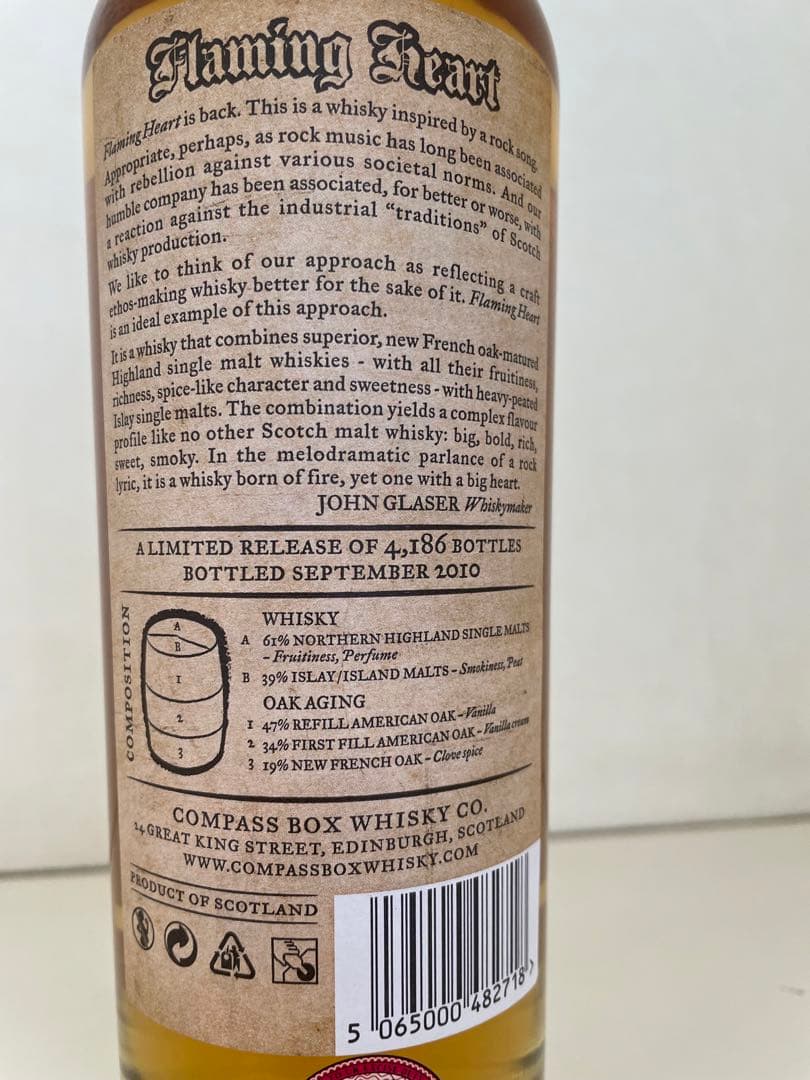 Flaming Heart
Flaming Heart is back. This is a whisky inspired by a rock song.
Appropriate, perhaps, as rock music has long been associated
with rebellion against various societal norms. And our
humble company has been associated, for better or worse, with
a reaction against the industrial “traditions” of Scotch
whisky production.
We like to think of our approach as reflecting a craft
ethos-making whisky better for the sake of it. Flaming Heart
is an ideal example of this approach.
It is a whisky that combines superior, new French oak-matured
Highland single malt whiskies - with all their fruitiness,
richness, spice-like character and sweetness - with heavy-peated
Islay single malts. The combination yields a complex flavour
profile like no other Scotch malt whisky: big, bold, rich,
sweet, smoky. In the melodramatic parlance of a rock
lyric, it is a whisky born of fire, yet one with a big heart.
JOHN GLASER Whiskymaker
A LIMITED RELEASE OF 4,186 BOTTLES
BOTTLED SEPTEMBER 2010
COMPOSITION
A
B
1
2
3
WHISKY
A 61% NORTHERN HIGHLAND SINGLE MALTS
- Fruitiness, Perfume
B 39% ISLAY/ISLAND MALTS - Smokiness, Peat
OAK AGING
1 47% REFILL AMERICAN OAK - Vanilla
2 34% FIRST FILL AMERICAN OAK - Vanilla cream
3 19% NEW FRENCH OAK - Clove spice
COMPASS BOX WHISKY CO.
24 GREAT KING STREET, EDINBURGH, SCOTLAND
WWW.COMPASSBOXWHISKY.COM
PRODUCT OF SCOTLAND
5 065000 482718 >